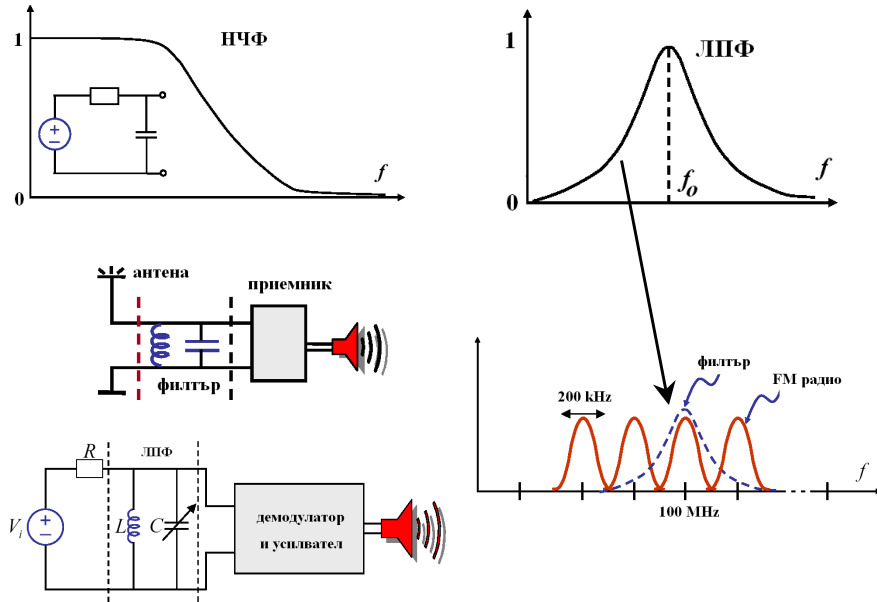 1
НЧФ
f
0
1
ЛПФ
f
fo
0
антена
приемник
филтър
филтър
FM радио
200 kHz
f
100 MHz
R
ЛПФ
Vi
L
C
демодулатор
и усилвател